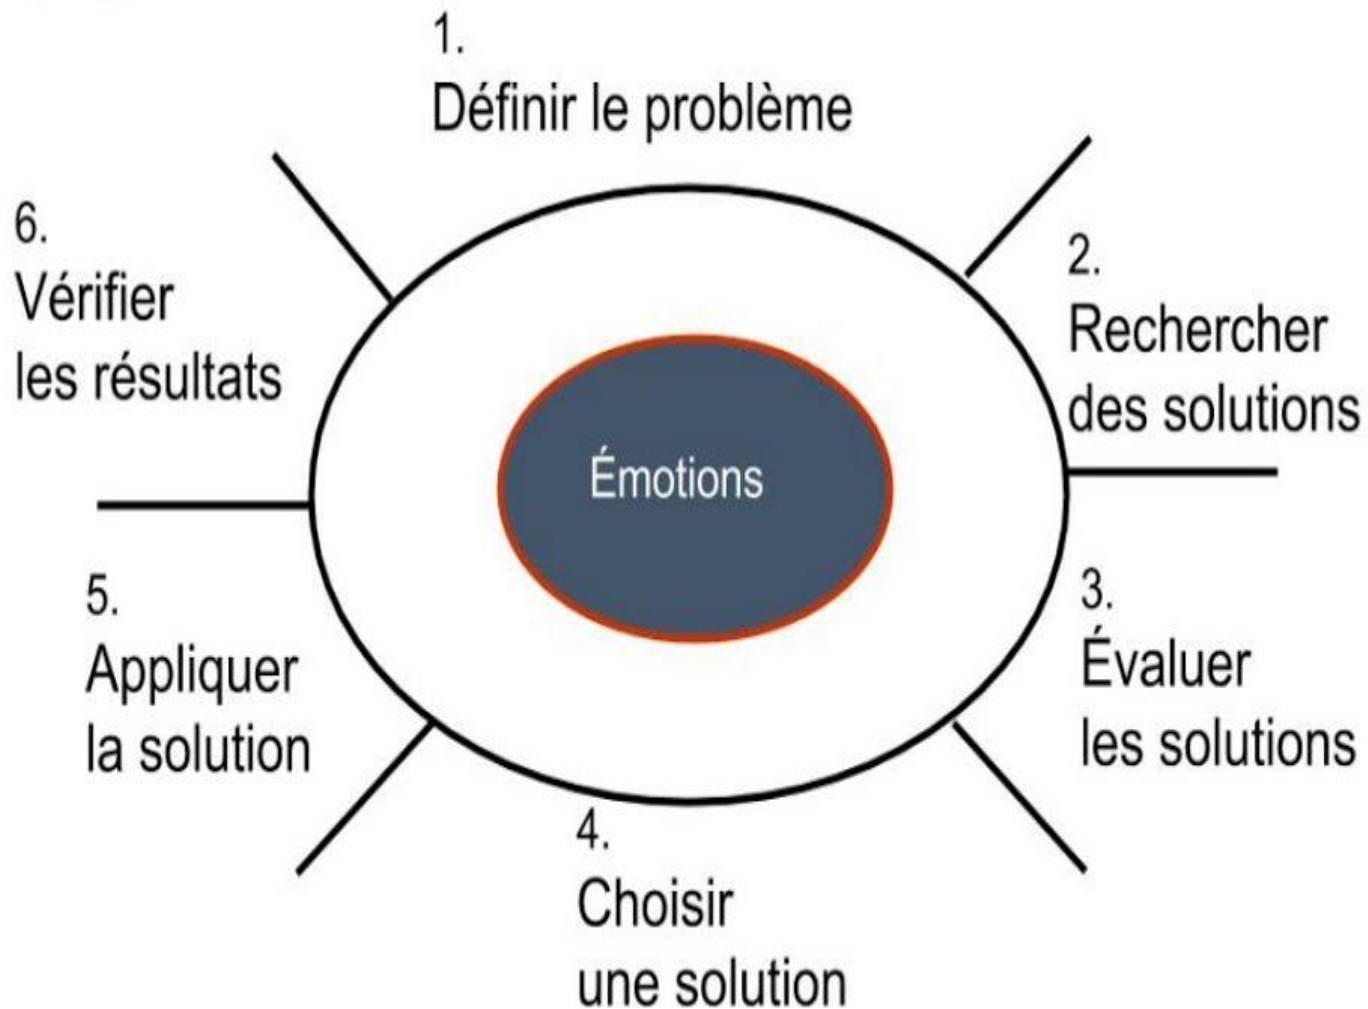 1.
Définir le problème
2.
Rechercher
des solutions
3.
Évaluer
les solutions
4.
Choisir
une solution
5.
Appliquer
la solution
6.
Vérifier
les résultats
Émotions